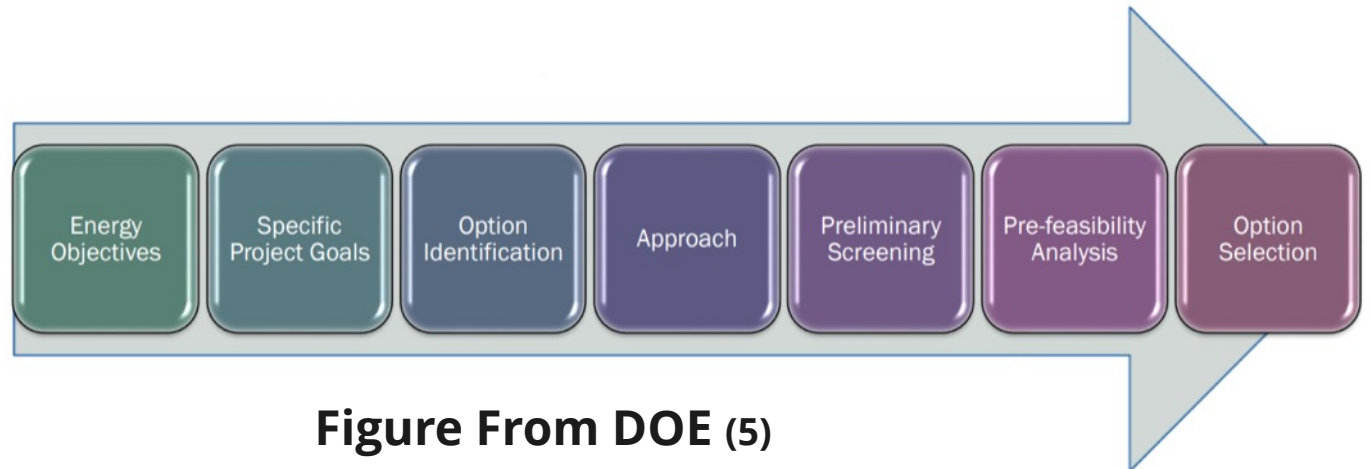 Energy
Objectives
Specific
Project Goals
Option
Identification
Approach
Preliminary
Screening
Pre-feasibility
Analysis
Option
Selection
Figure From DOE (5)